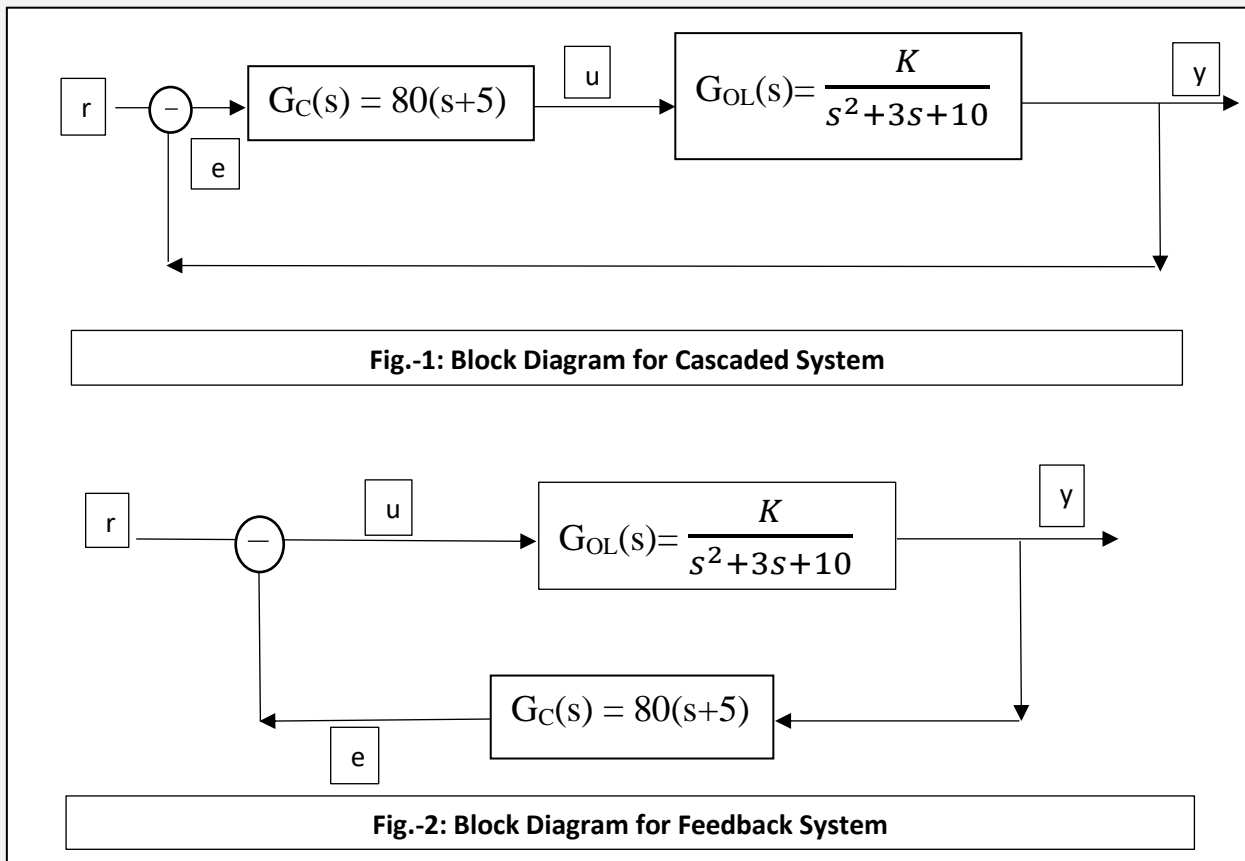 r
−
e
G_C(s) = 80(s+5)
u
G_OL(s)= K / (s²+3s+10)
y
Fig.-1: Block Diagram for Cascaded System
r
−
u
G_OL(s)= K / (s²+3s+10)
y
G_C(s) = 80(s+5)
e
Fig.-2: Block Diagram for Feedback System